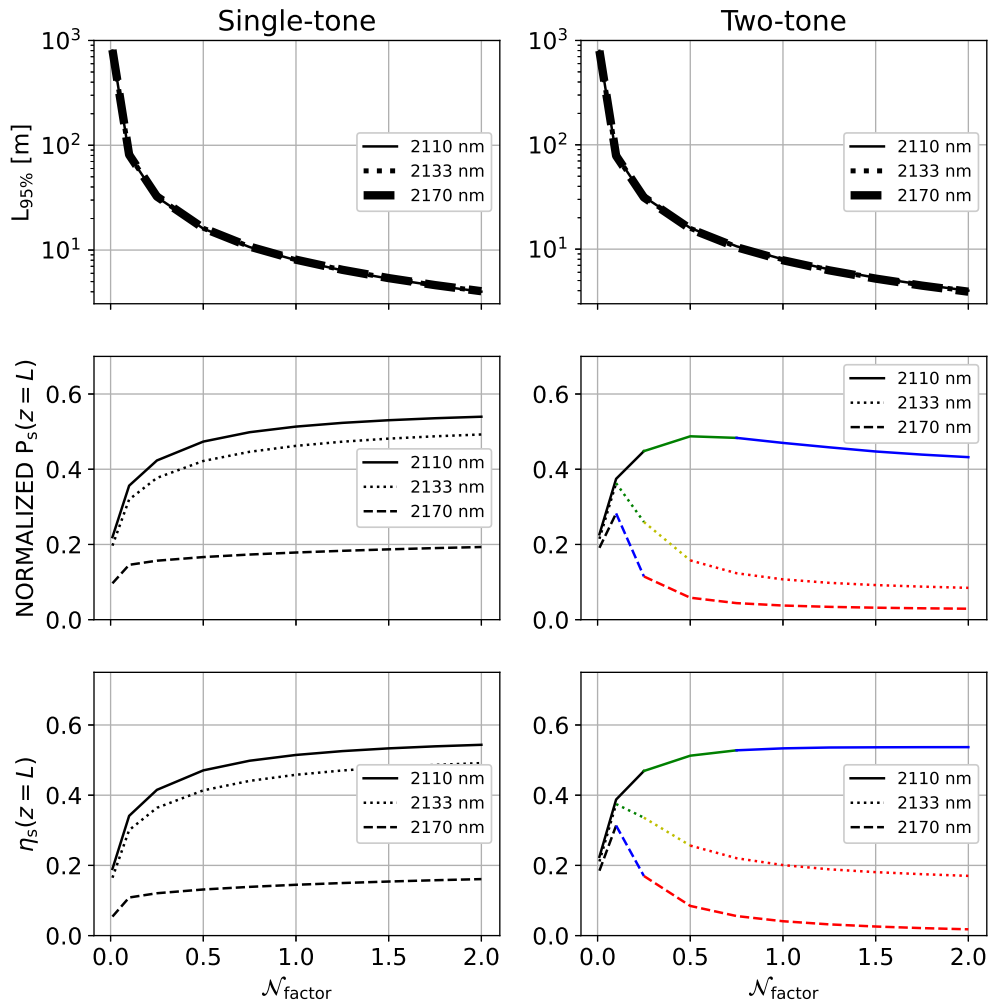 Single-tone
Two-tone
10³
10²
10¹
L95% [m]
2110 nm
2133 nm
2170 nm
10³
10²
10¹
2110 nm
2133 nm
2170 nm
0.6
0.4
0.2
0.0
NORMALIZED Ps(z = L)
2110 nm
2133 nm
2170 nm
0.6
0.4
0.2
0.0
2110 nm
2133 nm
2170 nm
0.6
0.4
0.2
0.0
ηs(z = L)
2110 nm
2133 nm
2170 nm
0.0 0.5 1.0 1.5 2.0
𝒩factor
0.6
0.4
0.2
0.0
2110 nm
2133 nm
2170 nm
0.0 0.5 1.0 1.5 2.0
𝒩factor